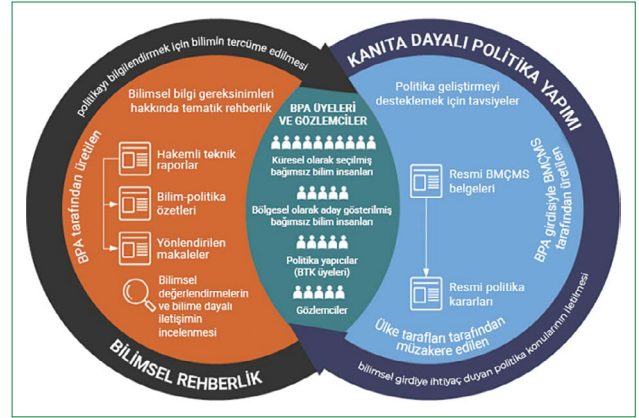 politikayı bilgilendirmek için bilimin tercüme edilmesi
BPA tarafından üretilen
Bilimsel bilgi gereksinimleri
hakkında tematik rehberlik
Hakemli teknik
raporlar
Bilim-politika
özetleri
Yönlendirilen
makaleler
Bilimsel
değerlendirmelerin
ve bilime dayalı
iletişimin
incelenmesi
BİLİMSEL REHBERLİK
BPA ÜYELERİ
VE GÖZLEMCİLER
Küresel olarak seçilmiş
bağımsız bilim insanları
Bölgesel olarak aday gösterilmiş
bağımsız bilim insanları
Politika yapıcılar
(BTK üyeleri)
Gözlemciler
KANITA DAYALI POLİTİKA YAPIMI
Politika geliştirmeyi
desteklemek için tavsiyeler
Resmi BMÇMS
belgeleri
Resmi politika
kararları
BPA girdisiyle BMÇMS
tarafından üretilen
Ülke tarafları tarafından
müzakere edilen
bilimsel girdiye ihtiyaç duyan politika konularının iletilmesi